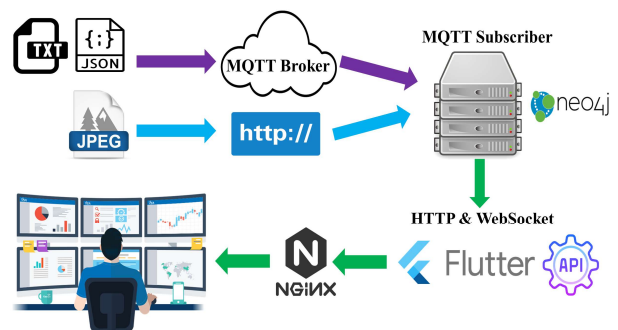 TXT
{;}
JSON
MQTT Broker
MQTT Subscriber
neo4j
JPEG
http://
HTTP & WebSocket
Flutter
API
N
NGiNX